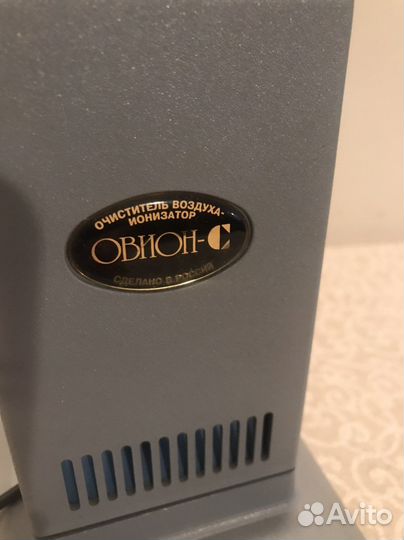 ОЧИСТИТЕЛЬ ВОЗДУХА-
ИОНИЗАТОР
ОВИОН-С
СДЕЛАНО В РОССИИ
Avito